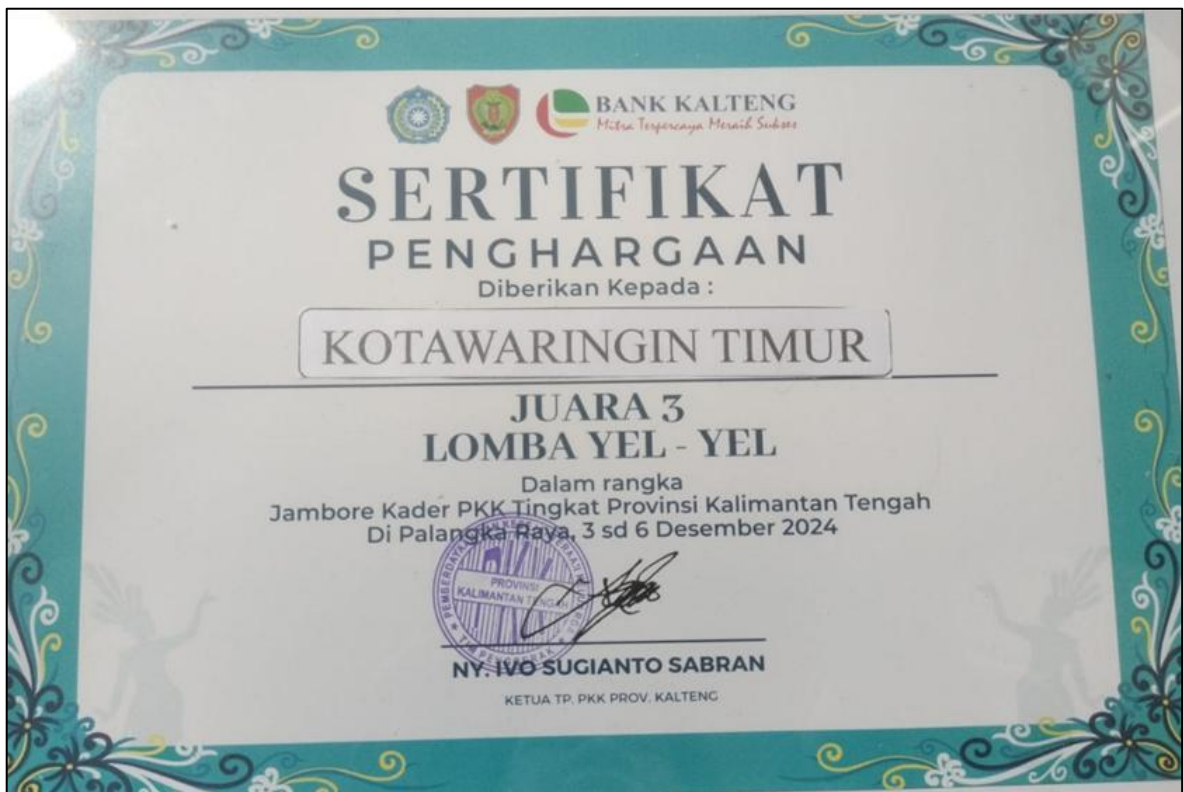 BANK KALTENG
Mitra Terpercaya Meraih Sukses
SERTIFIKAT
PENGHARGAAN
Diberikan Kepada :
KOTAWARINGIN TIMUR
JUARA 3
LOMBA YEL - YEL
Dalam rangka
Jambore Kader PKK Tingkat Provinsi Kalimantan Tengah
Di Palangka Raya, 3 sd 6 Desember 2024
PROVINSI
KALIMANTAN TENGAH
NY. IVO SUGIANTO SABRAN
KETUA TP. PKK PROV. KALTENG